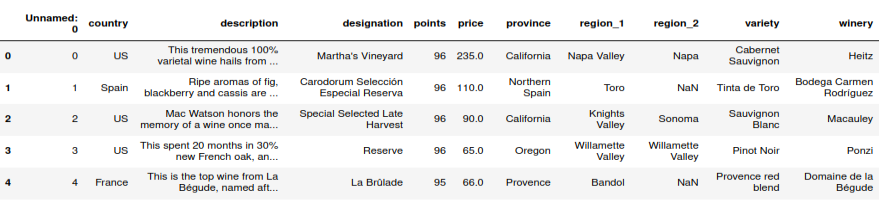 Unnamed: 0 country description designation points price province region_1 region_2 variety winery
0 0 US This tremendous 100% varietal wine hails from ... Martha's Vineyard 96 235.0 California Napa Valley Napa Cabernet Sauvignon Heitz
1 1 Spain Ripe aromas of fig, blackberry and cassis are ... Carodorum Selección Especial Reserva 96 110.0 Northern Spain Toro NaN Tinta de Toro Bodega Carmen Rodríguez
2 2 US Mac Watson honors the memory of a wine once ma... Special Selected Late Harvest 96 90.0 California Knights Valley Sonoma Sauvignon Blanc Macauley
3 3 US This spent 20 months in 30% new French oak, an... Reserve 96 65.0 Oregon Willamette Valley Willamette Valley Pinot Noir Ponzi
4 4 France This is the top wine from La Bégude, named aft... La Brûlade 95 66.0 Provence Bandol NaN Provence red blend Domaine de la Bégude